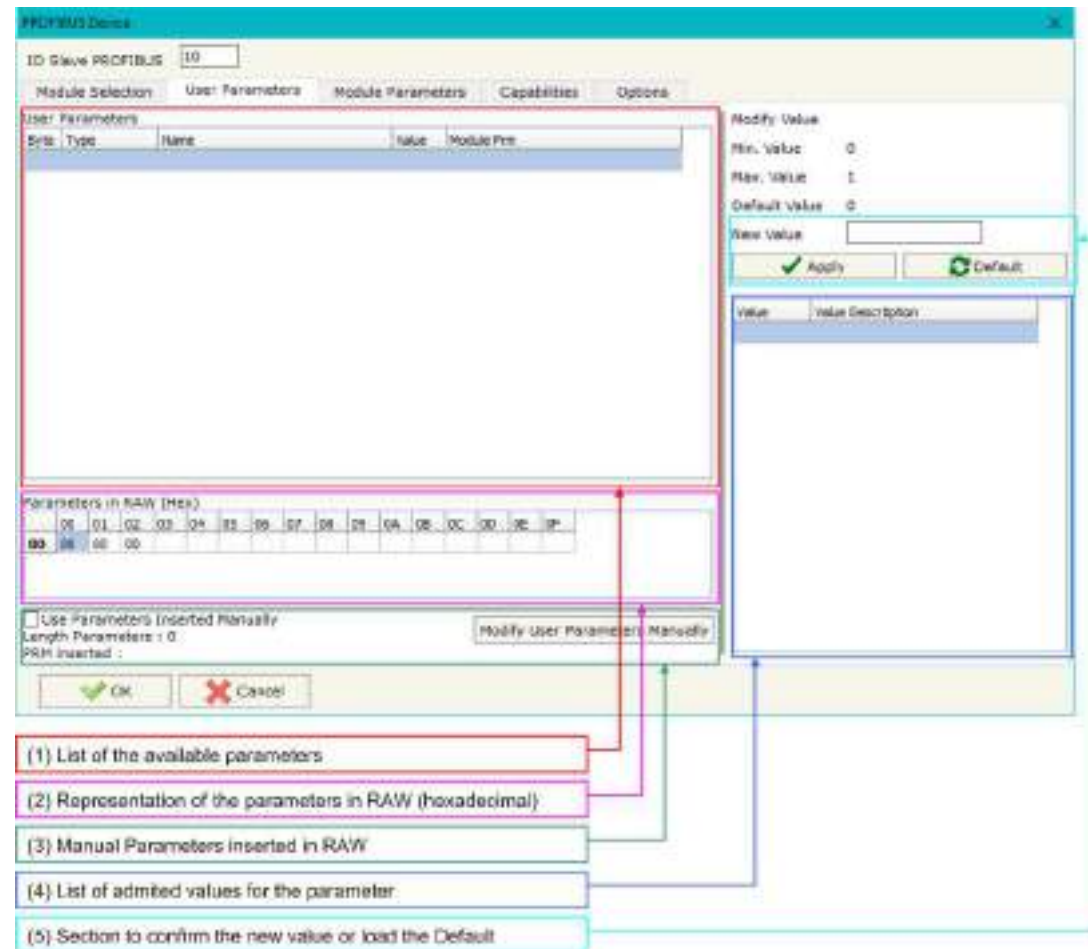 PROFIBUS Device
ID Slave PROFIBUS 10
Module Selection User Parameters Module Parameters Capabilities Options
User Parameters
Byte Type Name Value Module Prm
Modify Value
Min. Value 0
Max. Value 1
Default Value 0
New Value
Apply Default
Value Value Description
Parameters in RAW (Hex)
00 01 02 03 04 05 06 07 08 09 0A 0B 0C 0D 0E 0F
00 00 00 00
Use Parameters Inserted Manually
Length Parameters : 0
PRM inserted :
Modify User Parameters Manually
OK Cancel
(1) List of the available parameters
(2) Representation of the parameters in RAW (hexadecimal)
(3) Manual Parameters inserted in RAW
(4) List of admited values for the parameter
(5) Section to confirm the new value or load the Default